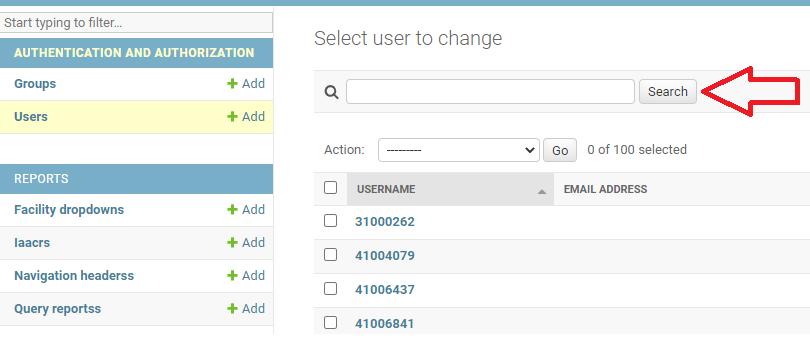 Start typing to filter...
AUTHENTICATION AND AUTHORIZATION
Groups + Add
Users + Add
REPORTS
Facility dropdowns + Add
Iaacrs + Add
Navigation headerss + Add
Query reportss + Add
Select user to change
Search
Action: --------- Go 0 of 100 selected
USERNAME EMAIL ADDRESS
31000262
41004079
41006437
41006841